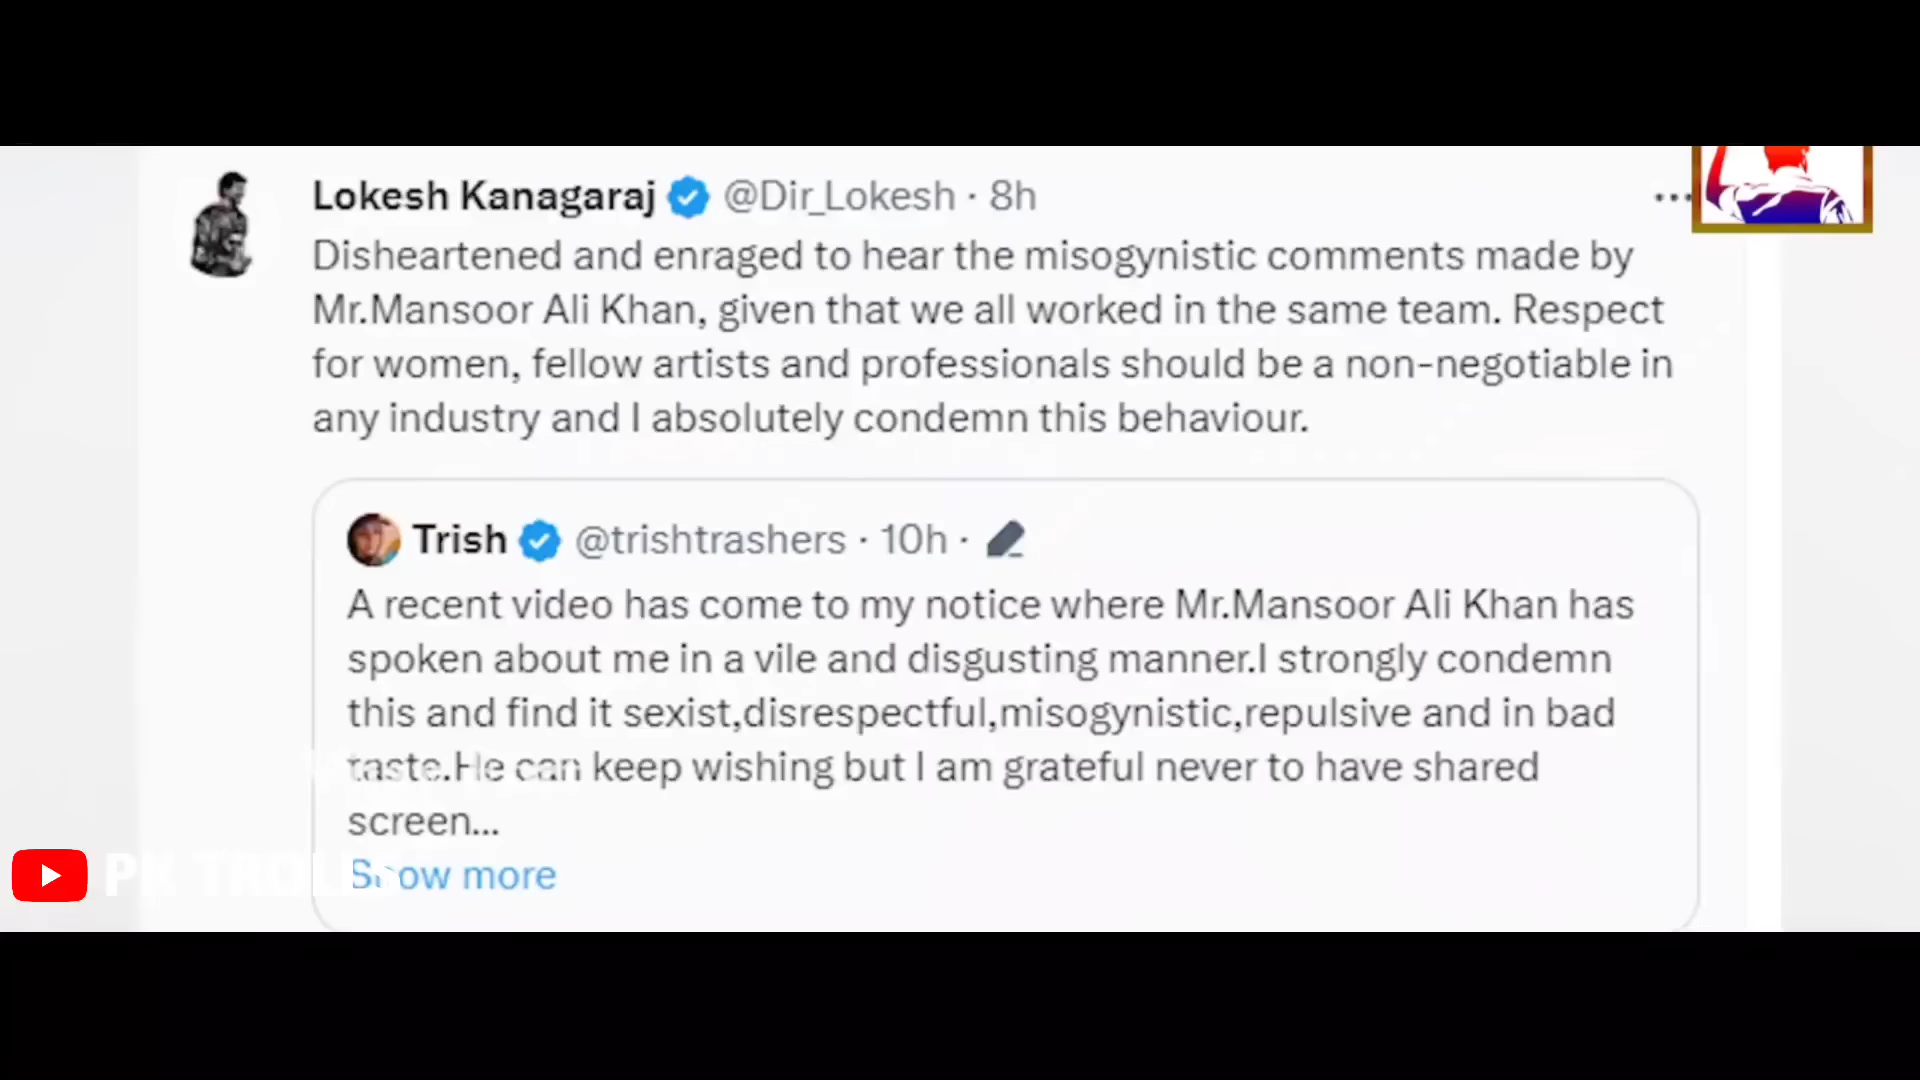 Lokesh Kanagaraj @Dir_Lokesh · 8h ...
Disheartened and enraged to hear the misogynistic comments made by
Mr.Mansoor Ali Khan, given that we all worked in the same team. Respect
for women, fellow artists and professionals should be a non-negotiable in
any industry and I absolutely condemn this behaviour.
Trish @trishtrashers · 10h ·
A recent video has come to my notice where Mr.Mansoor Ali Khan has
spoken about me in a vile and disgusting manner.I strongly condemn
this and find it sexist,disrespectful,misogynistic,repulsive and in bad
taste.He can keep wishing but I am grateful never to have shared
screen...
Show more
PK TROLLS